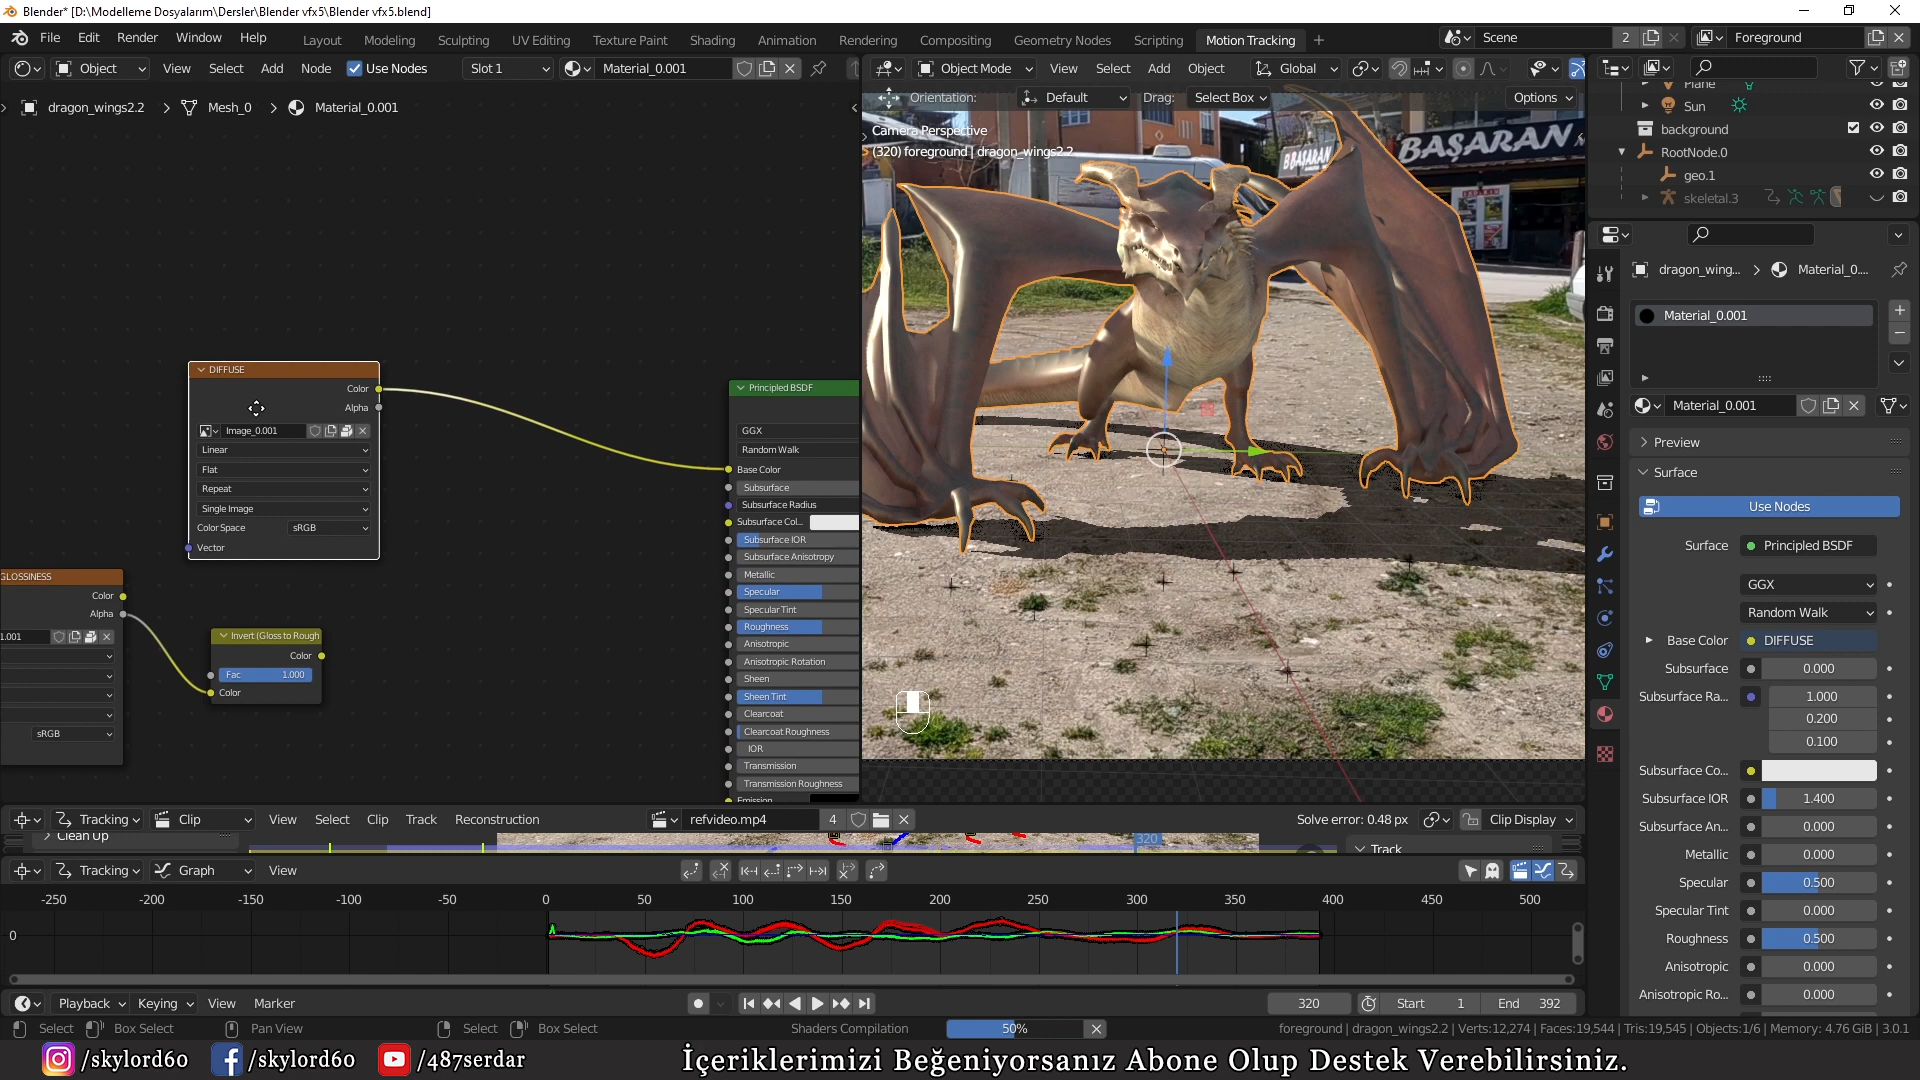 Blender* [D:\Modelleme Dosyalarım\Dersler\Blender vfx5\Blender vfx5.blend]
File Edit Render Window Help Layout Modeling Sculpting UV Editing Texture Paint Shading Animation Rendering Compositing Geometry Nodes Scripting Motion Tracking + Scene 2 Foreground
Object View Select Add Node Use Nodes Slot 1 Material_0.001
dragon_wings2.2 > Mesh_0 > Material_0.001
DIFFUSE
Color
Alpha
Image_0.001
Linear
Flat
Repeat
Single Image
Color Space sRGB
Vector
GLOSSINESS
Color
Alpha
1.001
sRGB
Invert (Gloss to Rough
Color
Fac 1.000
Color
Principled BSDF
GGX
Random Walk
Base Color
Subsurface
Subsurface Radius
Subsurface Col...
Subsurface IOR
Subsurface Anisotropy
Metallic
Specular
Specular Tint
Roughness
Anisotropic
Anisotropic Rotation
Sheen
Sheen Tint
Clearcoat
Clearcoat Roughness
IOR
Transmission
Transmission Roughness
Emission
Object Mode View Select Add Object Global
Orientation: Default Drag: Select Box Options
Camera Perspective
(320) foreground | dragon_wings2.2
BAŞARAN
BAŞARAN
Plane
Sun
background
RootNode.0
geo.1
skeletal.3
dragon_wing... > Material_0....
Material_0.001
Material_0.001
Preview
Surface
Use Nodes
Surface Principled BSDF
GGX
Random Walk
Base Color DIFFUSE
Subsurface 0.000
Subsurface Ra... 1.000
0.200
0.100
Subsurface Co...
Subsurface IOR 1.400
Subsurface An... 0.000
Metallic 0.000
Specular 0.500
Specular Tint 0.000
Roughness 0.500
Anisotropic 0.000
Anisotropic Ro... 0.000
Tracking Clip View Select Clip Track Reconstruction refvideo.mp4 4 Solve error: 0.48 px Clip Display
Clean Up 320 Track
Tracking Graph View
-250 -200 -150 -100 -50 0 50 100 150 200 250 300 350 400 450 500
0
Playback Keying View Marker 320 Start 1 End 392
Select Box Select Pan View Select Box Select Shaders Compilation 50% foreground | dragon_wings2.2 | Verts:12,274 | Faces:19,544 | Tris:19,545 | Objects:1/6 | Memory: 4.76 GiB | 3.0.1
/skylord60 /skylord60 /487serdar İçeriklerimizi Beğeniyorsanız Abone Olup Destek Verebilirsiniz.